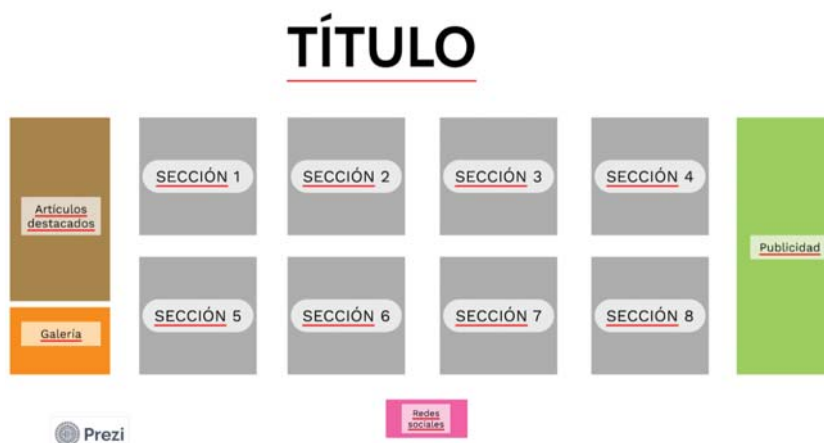 TÍTULO
Artículos
destacados
SECCIÓN 1
SECCIÓN 2
SECCIÓN 3
SECCIÓN 4
Publicidad
Galería
SECCIÓN 5
SECCIÓN 6
SECCIÓN 7
SECCIÓN 8
Redes
sociales
Prezi